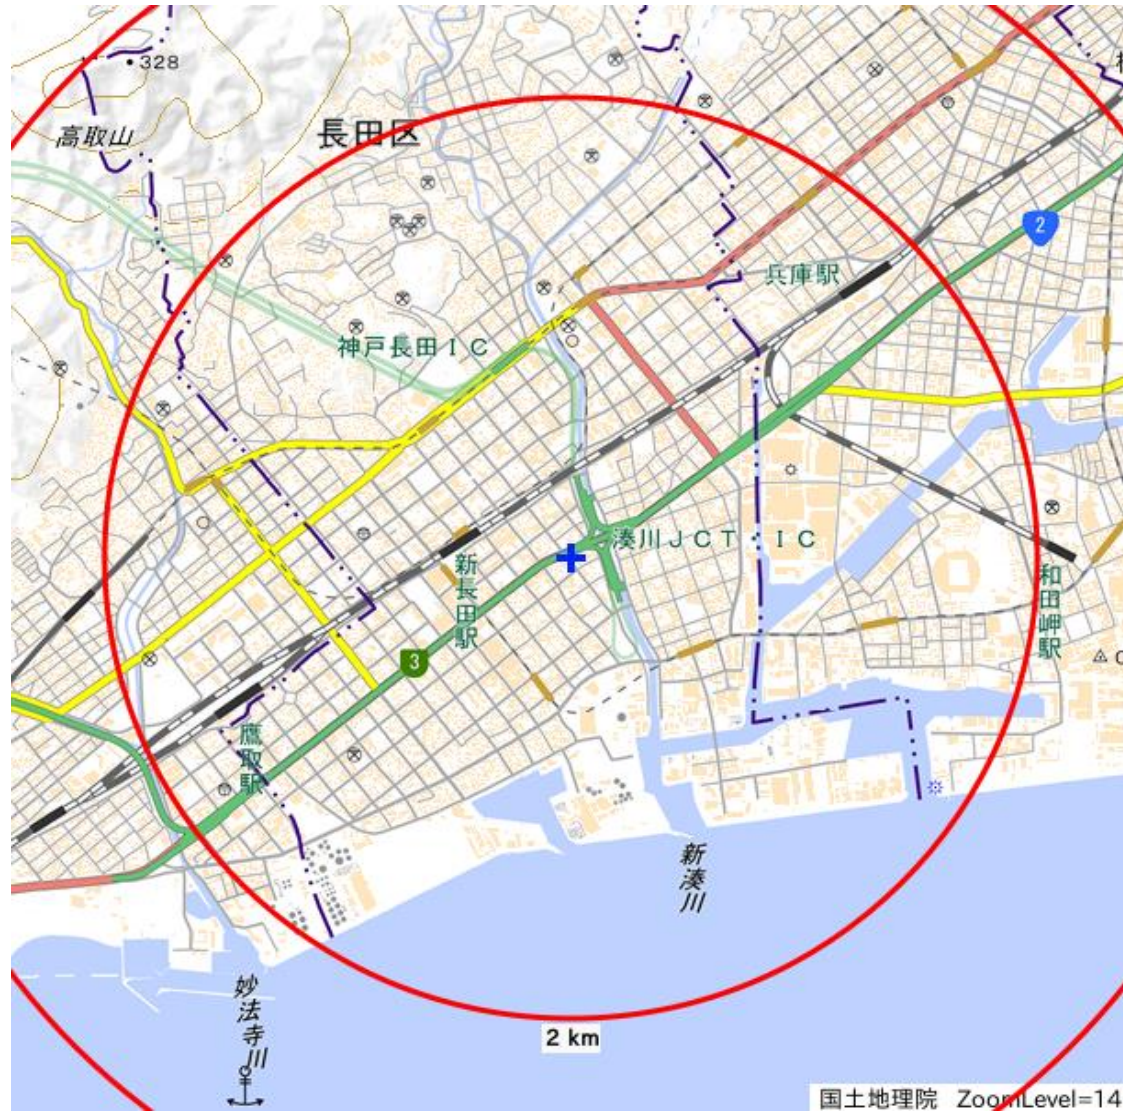 328
高取山
長田区
2
兵庫駅
神戸長田IC
湊川JCT・IC
新長田駅
和田岬駅
3
鷹取駅
新湊川
妙法寺川
2 km
国土地理院 ZoomLevel=14